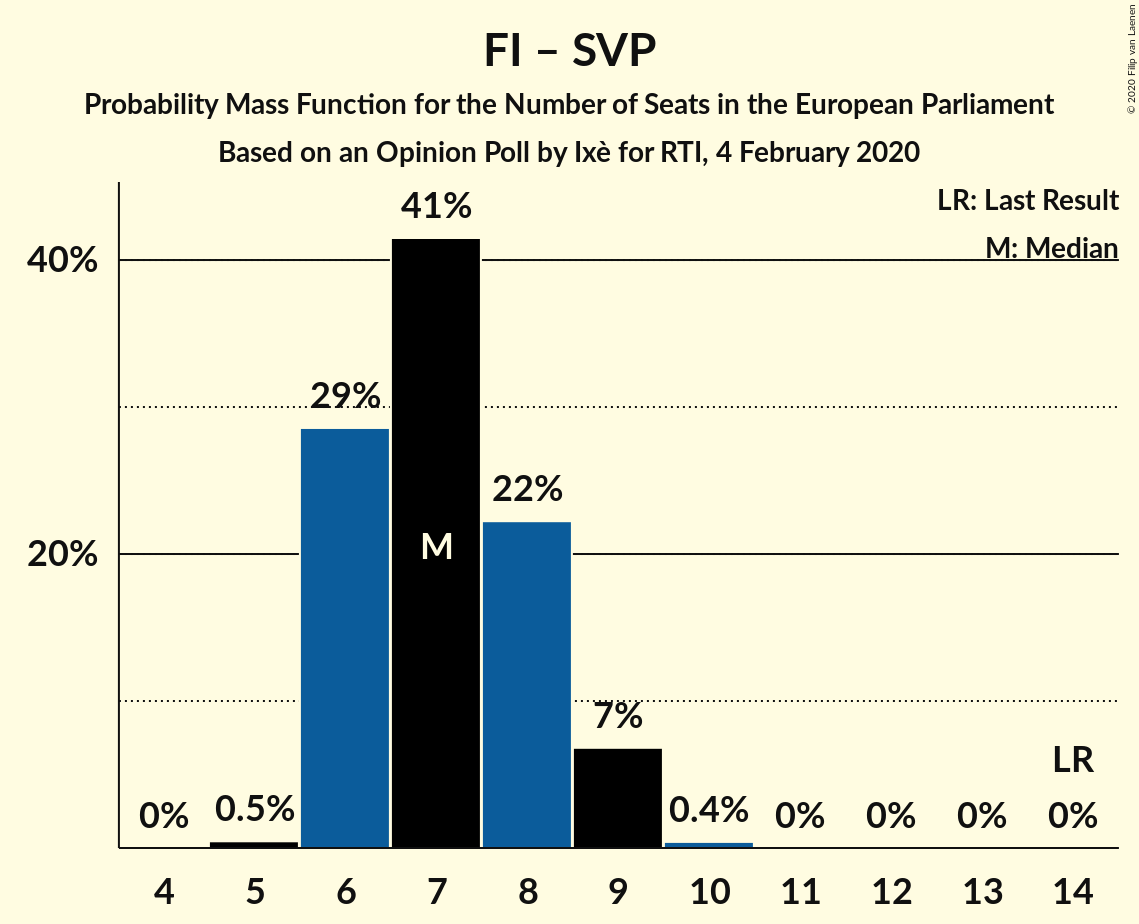 FI – SVP
Probability Mass Function for the Number of Seats in the European Parliament
Based on an Opinion Poll by Ixè for RTI, 4 February 2020
© 2020 Filip van Laenen
LR: Last Result
M: Median
40%
20%
0%
0.5%
29%
41%
M
22%
7%
0.4%
0%
0%
0%
LR
0%
4 5 6 7 8 9 10 11 12 13 14